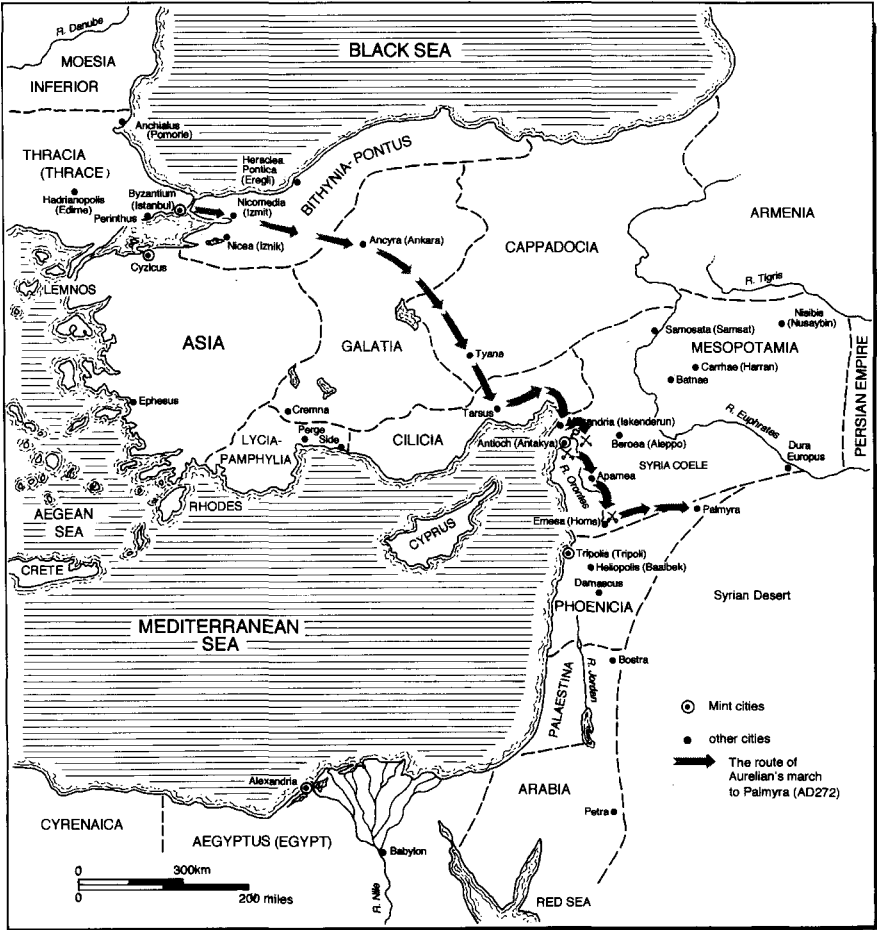 R. Danube
MOESIA
INFERIOR
BLACK SEA
Anchialus
(Pomorie)
THRACIA
(THRACE)
Hadrianopolis
(Edirne)
Byzantium
(Istanbul)
Perinthus
Heraclea
Pontica
(Eregli)
BITHYNIA-PONTUS
Nicomedia
(Izmit)
Nicea (Iznik)
Cyzicus
Ancyra (Ankara)
CAPPADOCIA
ARMENIA
R. Tigris
LEMNOS
ASIA
GALATIA
Tyana
Samosata (Samsat)
Nisibis
(Nusaybin)
MESOPOTAMIA
Carrhae (Harran)
Batnae
PERSIAN EMPIRE
Ephesus
Cremna
Perge
Side
LYCIA-
PAMPHYLIA
CILICIA
Tarsus
andria (Iskenderun)
Antioch (Antakya)
Beroea (Aleppo)
R. Euphrates
SYRIA COELE
Dura
Europus
Apamea
R. Orontes
AEGEAN
SEA
RHODES
CYPRUS
Emesa (Homs)
Palmyra
CRETE
Tripolis (Tripoli)
Heliopolis (Baalbek)
Damascus
PHOENICIA
Syrian Desert
MEDITERRANEAN
SEA
Bostra
PALAESTINA
R. Jorden
Mint cities
other cities
The route of
Aurelian's march
to Palmyra (AD272)
Alexandria
ARABIA
Petra
CYRENAICA
AEGYPTUS (EGYPT)
Babylon
R. Nile
RED SEA
0 300km
0 200 miles